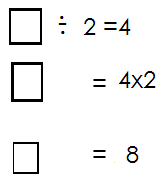 □ ÷ 2 =4
□ = 4x2
□ = 8